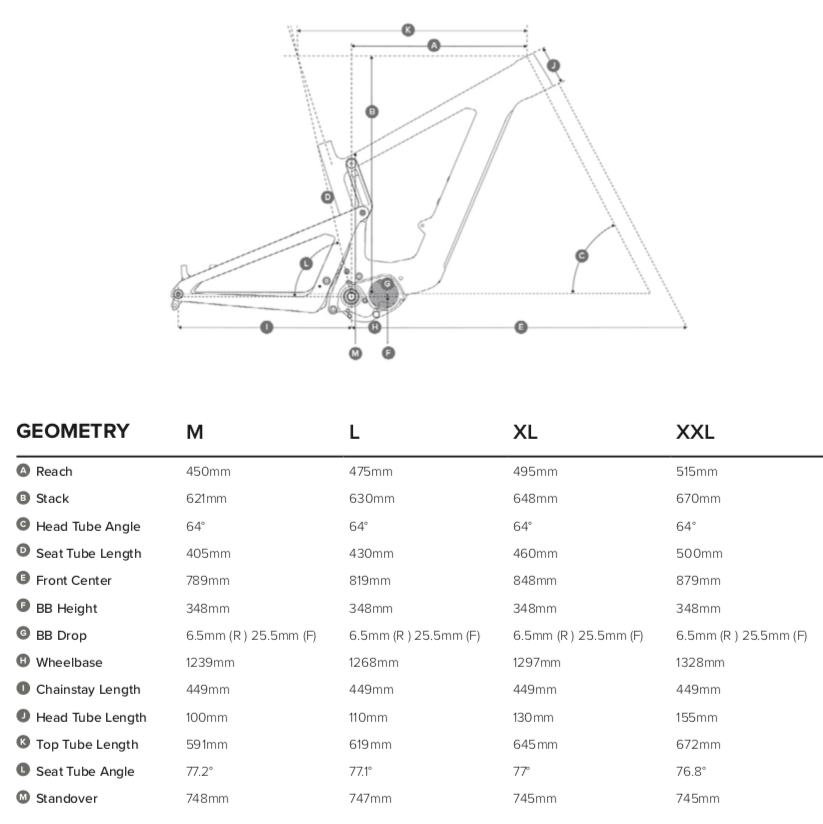 K
A
J
B
D
C
L
G
G
I
H
E
M
F
GEOMETRY M L XL XXL
A Reach 450mm 475mm 495mm 515mm
B Stack 621mm 630mm 648mm 670mm
C Head Tube Angle 64° 64° 64° 64°
D Seat Tube Length 405mm 430mm 460mm 500mm
E Front Center 789mm 819mm 848mm 879mm
F BB Height 348mm 348mm 348mm 348mm
G BB Drop 6.5mm (R ) 25.5mm (F) 6.5mm (R ) 25.5mm (F) 6.5mm (R ) 25.5mm (F) 6.5mm (R ) 25.5mm (F)
H Wheelbase 1239mm 1268mm 1297mm 1328mm
I Chainstay Length 449mm 449mm 449mm 449mm
J Head Tube Length 100mm 110mm 130mm 155mm
K Top Tube Length 591mm 619mm 645mm 672mm
L Seat Tube Angle 77.2° 77.1° 77° 76.8°
M Standover 748mm 747mm 745mm 745mm